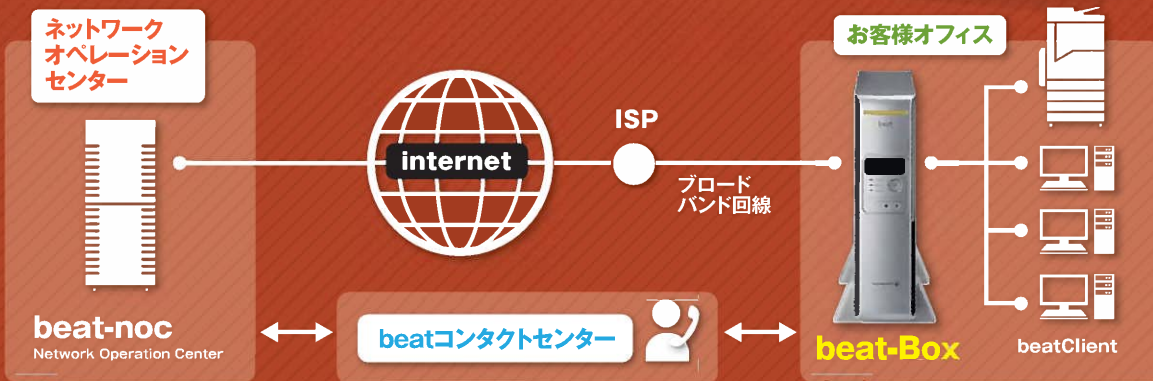 ネットワーク
オペレーション
センター
beat-noc
Network Operation Center
internet
ISP
ブロード
バンド回線
beatコンタクトセンター
お客様オフィス
beat
beat-Box
beatClient